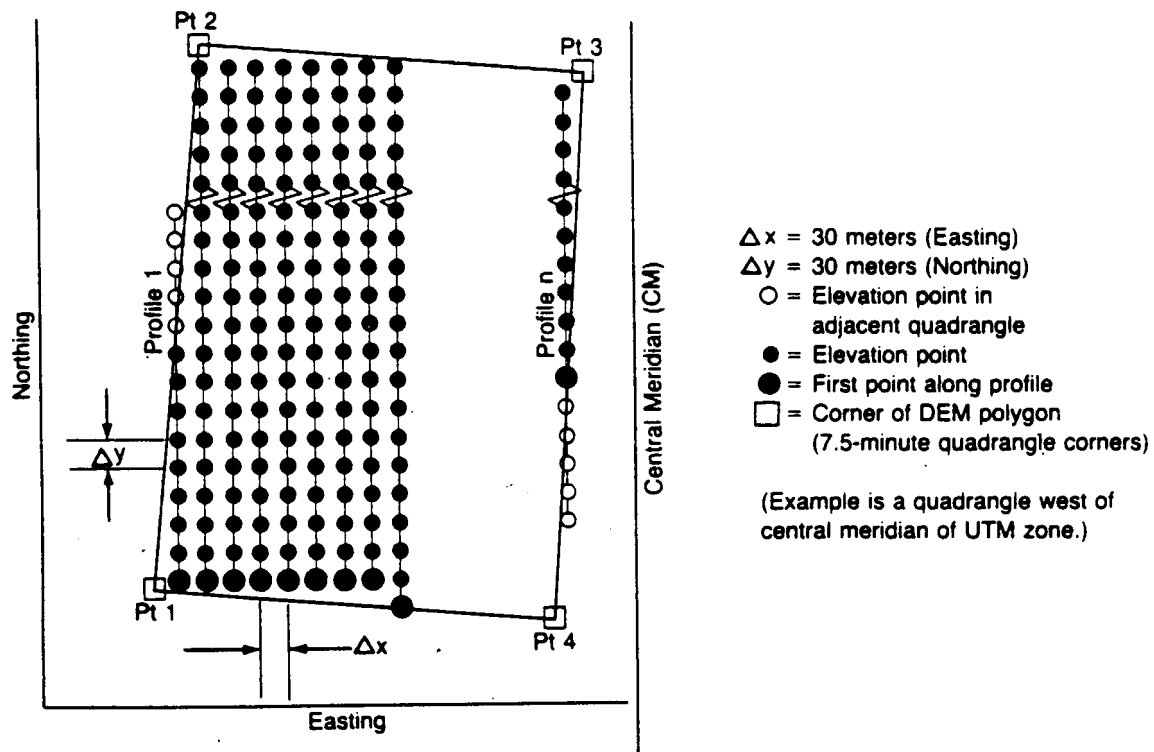 Pt 2
Pt 3
Northing
Profile 1
Profile n
Central Meridian (CM)
Δy
Pt 1
Pt 4
Δx
Easting
Δx = 30 meters (Easting)
Δy = 30 meters (Northing)
= Elevation point in
adjacent quadrangle
= Elevation point
= First point along profile
= Corner of DEM polygon
(7.5-minute quadrangle corners)
(Example is a quadrangle west of
central meridian of UTM zone.)